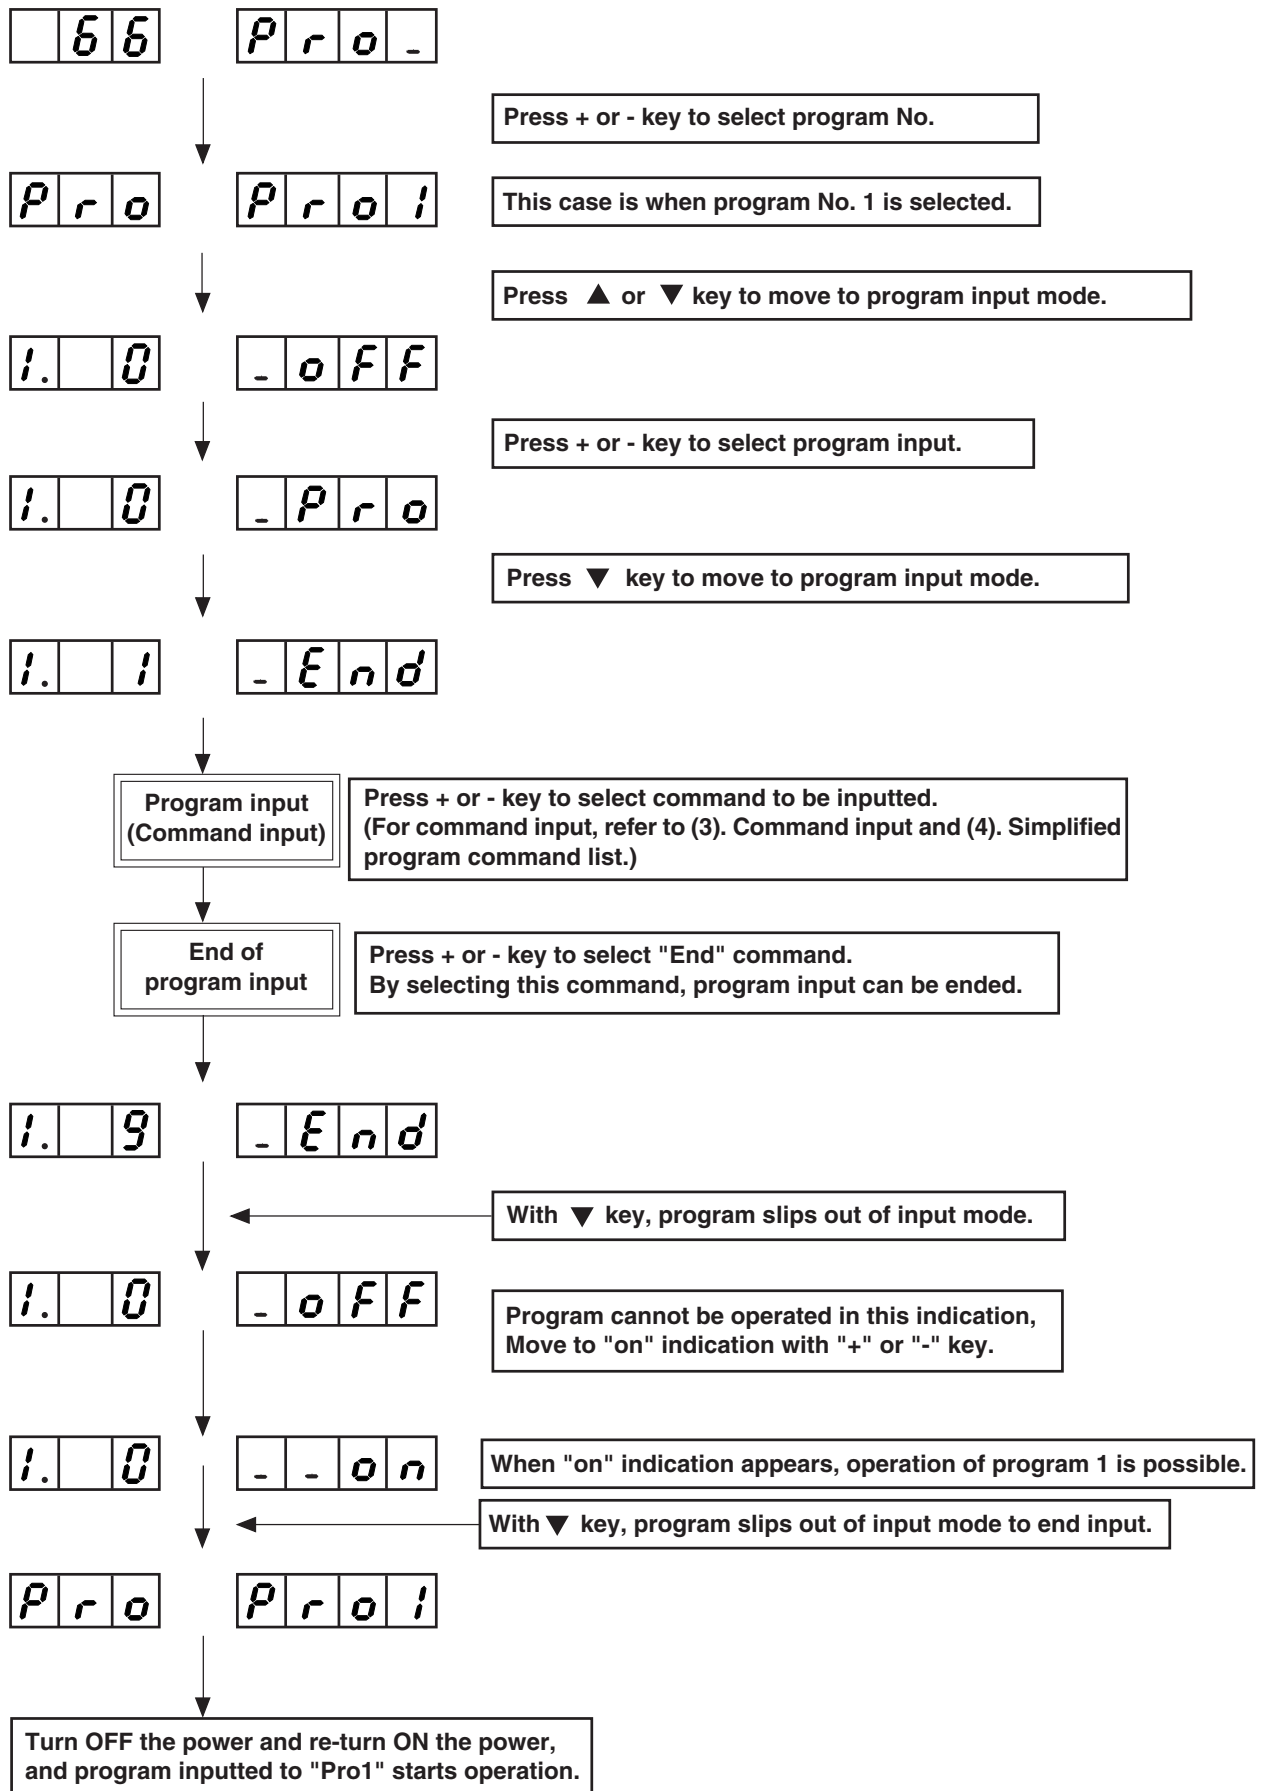 66 Pro_
Press + or - key to select program No.
Pro Pro1
This case is when program No. 1 is selected.
Press ▲ or ▼ key to move to program input mode.
1. 0 _oFF
Press + or - key to select program input.
1. 0 _Pro
Press ▼ key to move to program input mode.
1. 1 _End
Program input
(Command input)
Press + or - key to select command to be inputted.
(For command input, refer to (3). Command input and (4). Simplified
program command list.)
End of
program input
Press + or - key to select "End" command.
By selecting this command, program input can be ended.
1. 9 _End
With ▼ key, program slips out of input mode.
1. 0 _oFF
Program cannot be operated in this indication,
Move to "on" indication with "+" or "-" key.
1. 0 _ _on
When "on" indication appears, operation of program 1 is possible.
With ▼ key, program slips out of input mode to end input.
Pro Pro1
Turn OFF the power and re-turn ON the power,
and program inputted to "Pro1" starts operation.